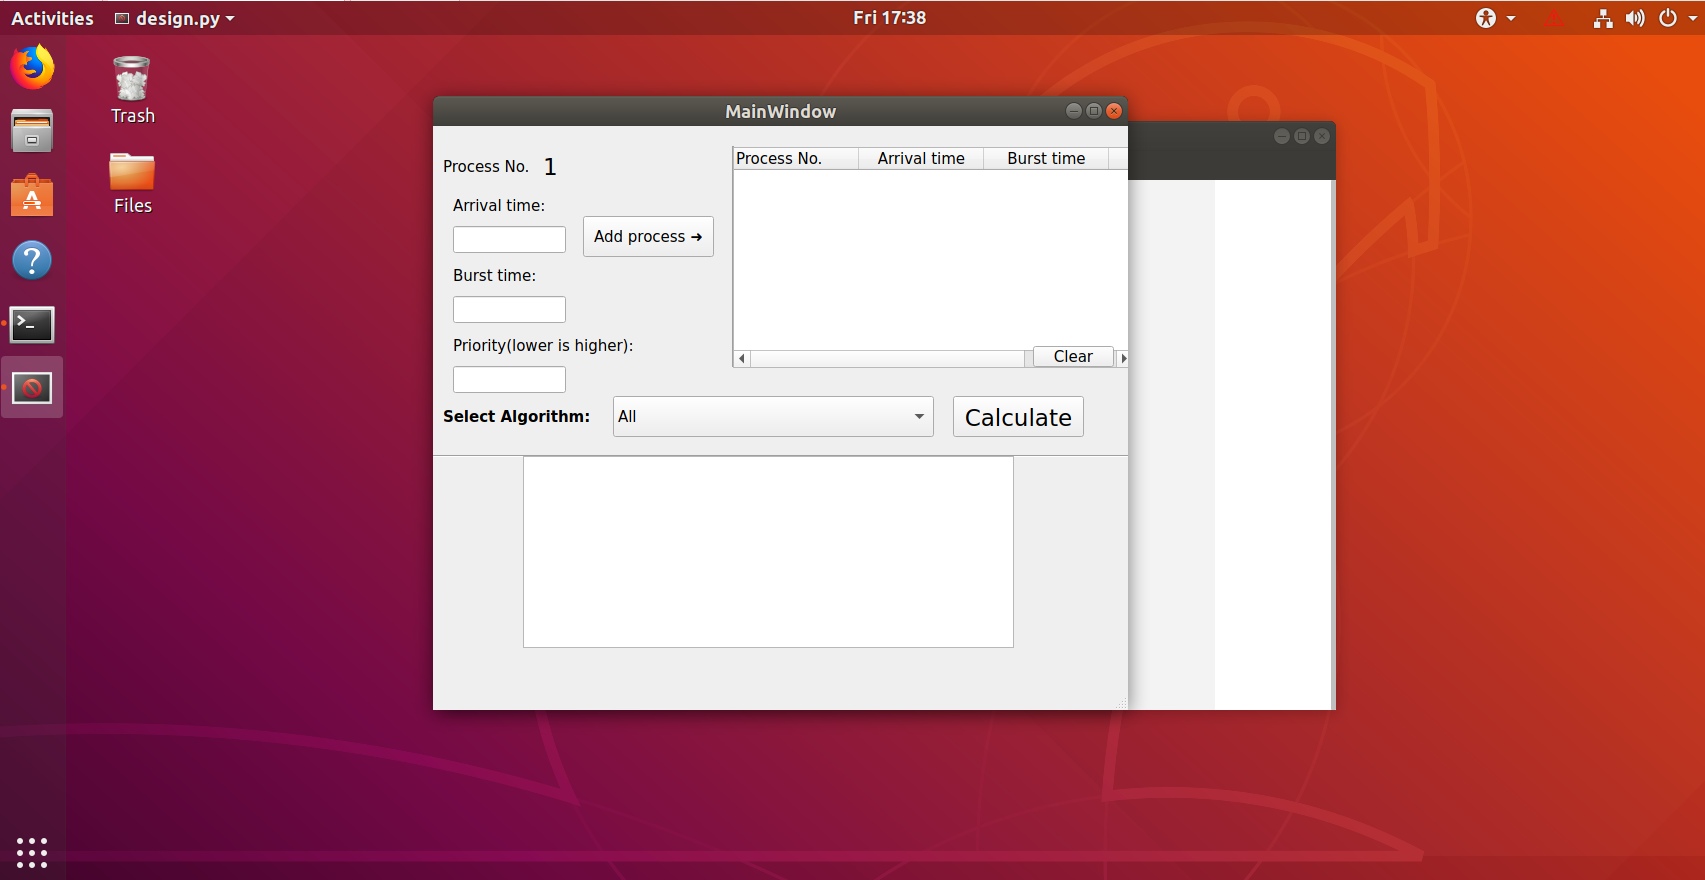 Activities design.py Fri 17:38
Trash
Files
MainWindow
Process No. 1
Arrival time:
Add process ➜
Burst time:
Priority(lower is higher):
Process No. Arrival time Burst time
Clear
Select Algorithm: All Calculate